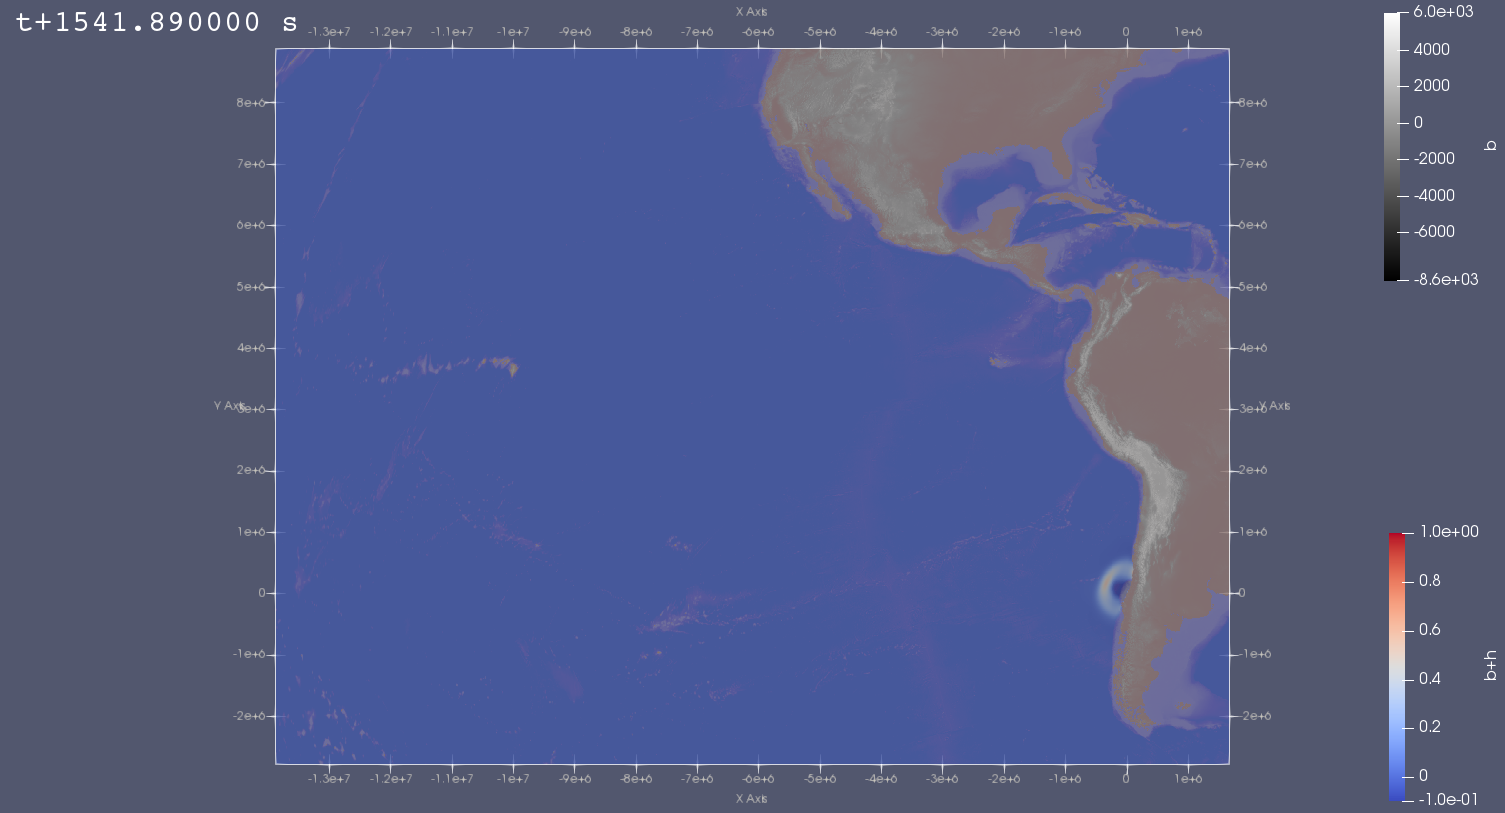 t+1541.890000 s
X Axis
-1.3e+7 -1.2e+7 -1.1e+7 -1e+7 -9e+6 -8e+6 -7e+6 -6e+6 -5e+6 -4e+6 -3e+6 -2e+6 -1e+6 0 1e+6
8e+6 8e+6
7e+6 7e+6
6e+6 6e+6
5e+6 5e+6
4e+6 4e+6
Y Axis 3e+6 3e+6 Y Axis
2e+6 2e+6
1e+6 1e+6
0 0
-1e+6 -1e+6
-2e+6 -2e+6
-1.3e+7 -1.2e+7 -1.1e+7 -1e+7 -9e+6 -8e+6 -7e+6 -6e+6 -5e+6 -4e+6 -3e+6 -2e+6 -1e+6 0 1e+6
X Axis
6.0e+03
4000
2000
0
-2000
-4000
-6000
-8.6e+03
b
1.0e+00
0.8
0.6
0.4
0.2
0
-1.0e-01
b+h